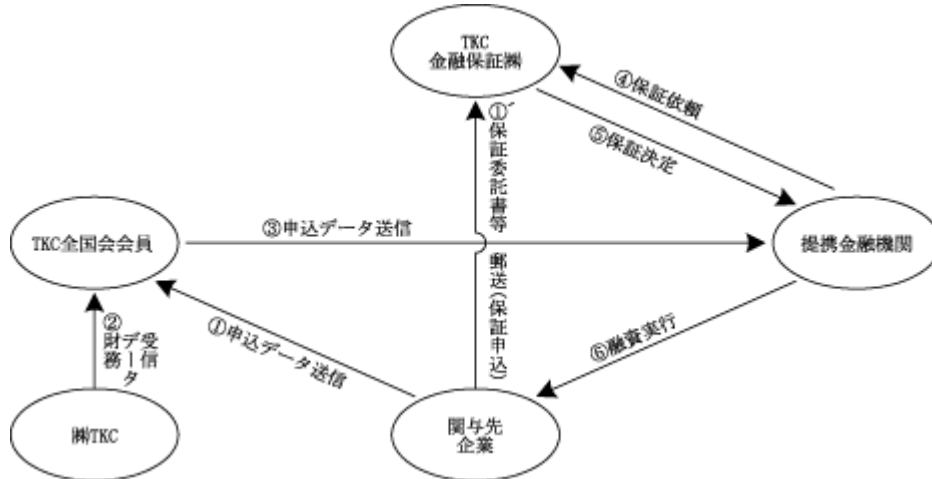 TKC
金融保証㈱
④保証依頼
⑤保証決定
①´保証委託書等 郵送(保証申込)
TKC全国会会員
③申込データ送信
提携金融機関
②財務データ受信
①申込データ送信
⑥融資実行
㈱TKC
関与先
企業